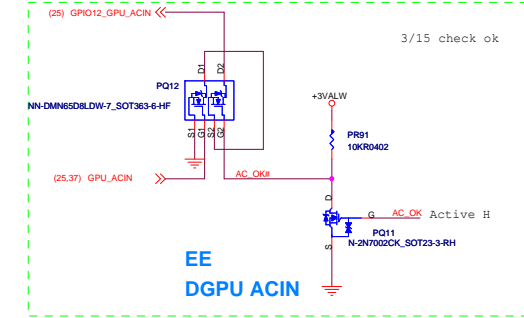 (25) GPIO12_GPU_ACIN
3/15 check ok
D1
D2
PQ12
+3VALW
NN-DMN65D8LDW-7_SOT363-6-HF
S1
G1
S2
G2
PR91
10KR0402
(25,37) GPU_ACIN
AC_OK#
D
G
AC_OK
Active H
PQ11
N-2N7002CK_SOT23-3-RH
S
EE
DGPU ACIN